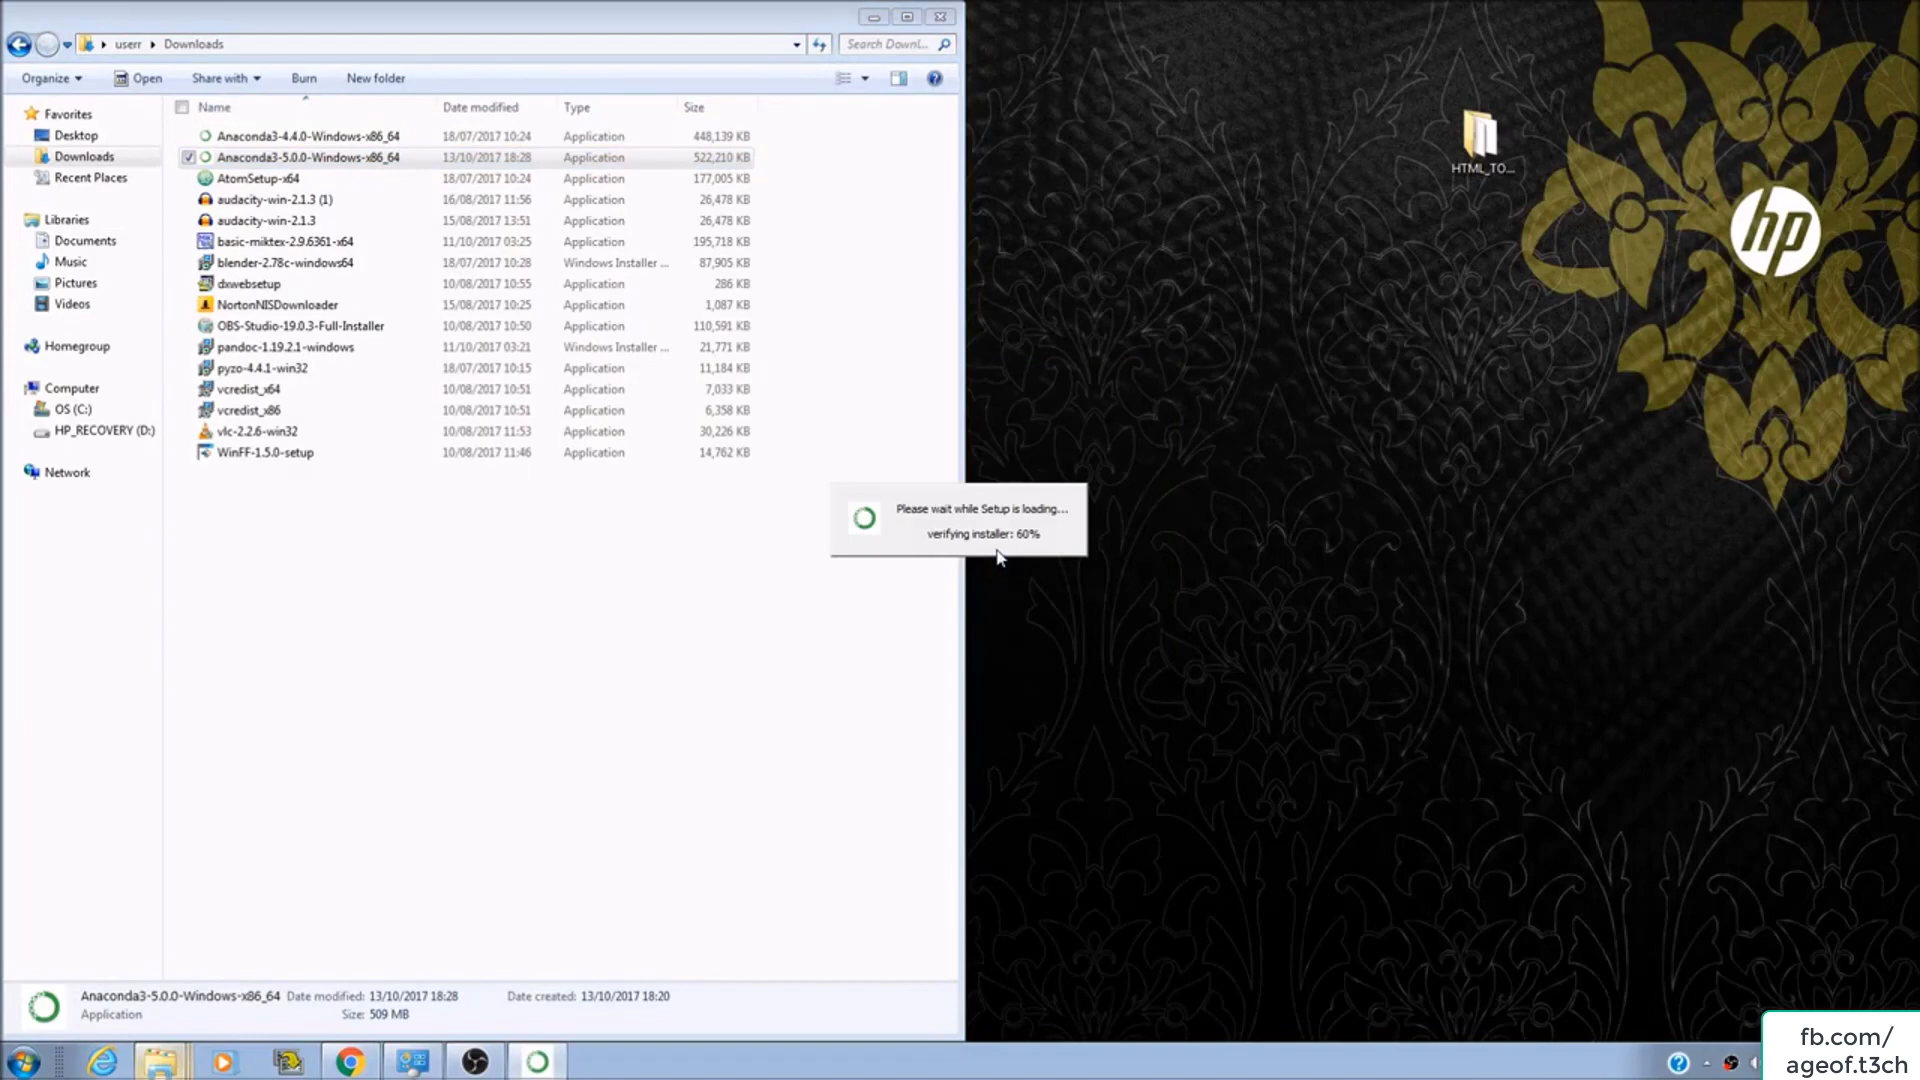 userr Downloads Search Downl...
Organize Open Share with Burn New folder
Name Date modified Type Size
Favorites
Desktop
Downloads
Recent Places
Libraries
Documents
Music
Pictures
Videos
Homegroup
Computer
OS (C:)
HP_RECOVERY (D:)
Network
Anaconda3-4.4.0-Windows-x86_64 18/07/2017 10:24 Application 448,139 KB
Anaconda3-5.0.0-Windows-x86_64 13/10/2017 18:28 Application 522,210 KB
AtomSetup-x64 18/07/2017 10:24 Application 177,005 KB
audacity-win-2.1.3 (1) 16/08/2017 11:56 Application 26,478 KB
audacity-win-2.1.3 15/08/2017 13:51 Application 26,478 KB
basic-miktex-2.9.6361-x64 11/10/2017 03:25 Application 195,718 KB
blender-2.78c-windows64 18/07/2017 10:28 Windows Installer ... 87,905 KB
dxwebsetup 10/08/2017 10:55 Application 286 KB
NortonNISDownloader 15/08/2017 10:25 Application 1,087 KB
OBS-Studio-19.0.3-Full-Installer 10/08/2017 10:50 Application 110,591 KB
pandoc-1.19.2.1-windows 11/10/2017 03:21 Windows Installer ... 21,771 KB
pyzo-4.4.1-win32 18/07/2017 10:15 Application 11,184 KB
vcredist_x64 10/08/2017 10:51 Application 7,033 KB
vcredist_x86 10/08/2017 10:51 Application 6,358 KB
vlc-2.2.6-win32 10/08/2017 11:53 Application 30,226 KB
WinFF-1.5.0-setup 10/08/2017 11:46 Application 14,762 KB
Please wait while Setup is loading...
verifying installer: 60%
HTML_TO...
hp
Anaconda3-5.0.0-Windows-x86_64 Date modified: 13/10/2017 18:28 Date created: 13/10/2017 18:20
Application Size: 509 MB
fb.com/
ageof.t3ch